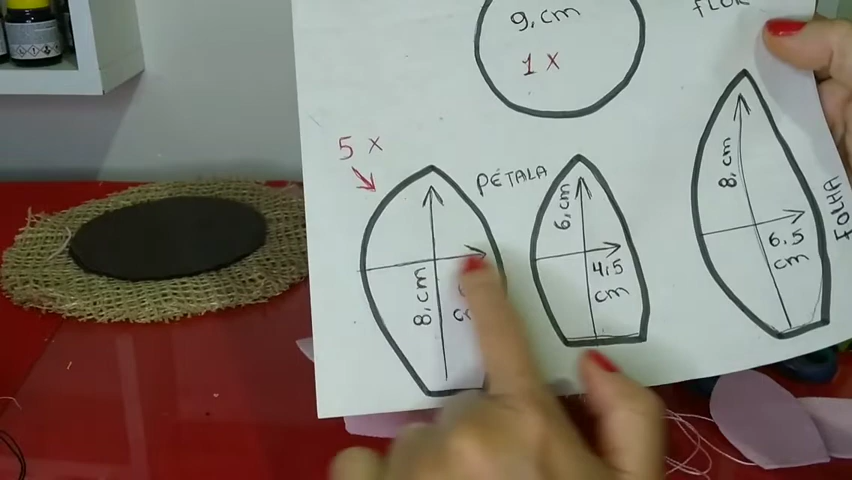 FLOR
9,cm
1 x
5 x
PÉTALA
8,cm
6,cm
4,5
cm
8,cm
6,5
cm
FOLHA